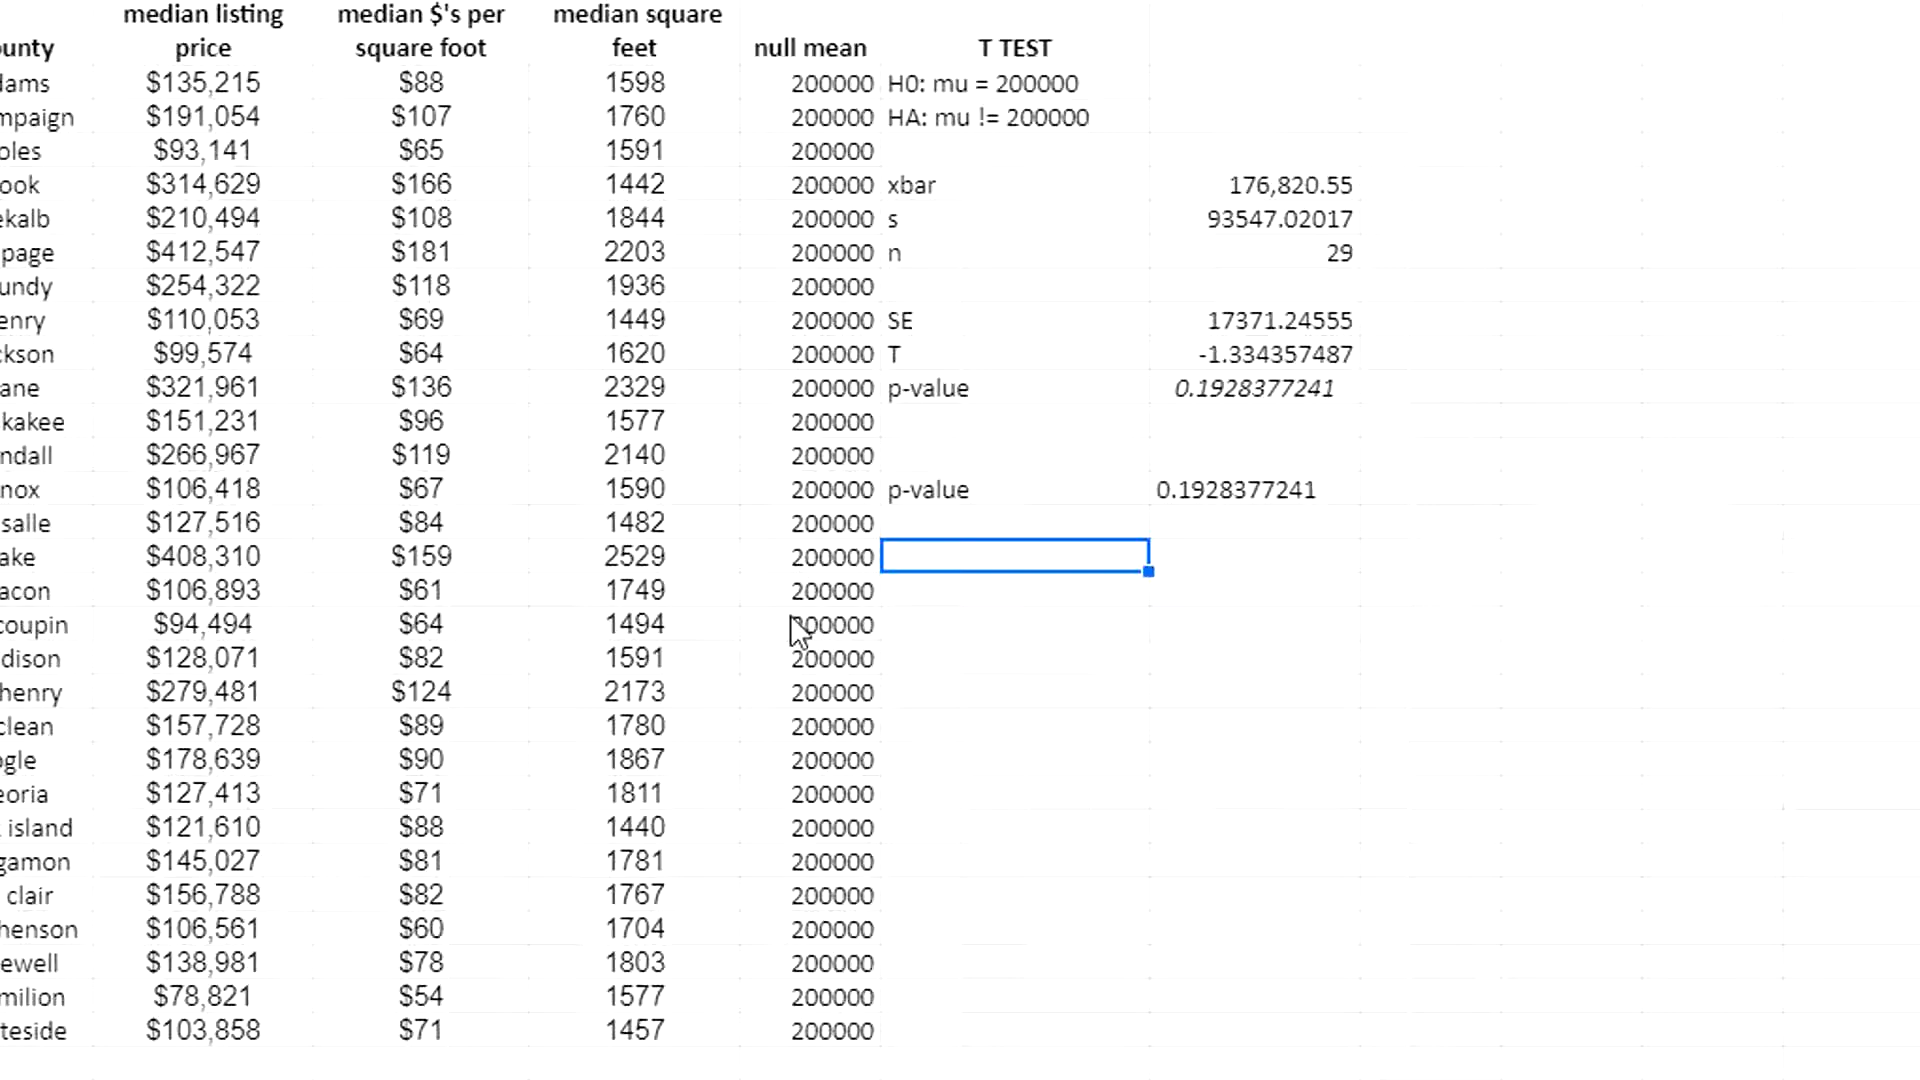 median listing median $'s per median square
ounty price square foot feet null mean T TEST
dams $135,215 $88 1598 200000 H0: mu = 200000
mpaign $191,054 $107 1760 200000 HA: mu != 200000
oles $93,141 $65 1591 200000
ook $314,629 $166 1442 200000 xbar 176,820.55
ekalb $210,494 $108 1844 200000 s 93547.02017
page $412,547 $181 2203 200000 n 29
undy $254,322 $118 1936 200000
enry $110,053 $69 1449 200000 SE 17371.24555
ckson $99,574 $64 1620 200000 T -1.334357487
ane $321,961 $136 2329 200000 p-value 0.1928377241
kakee $151,231 $96 1577 200000
ndall $266,967 $119 2140 200000
nox $106,418 $67 1590 200000 p-value 0.1928377241
salle $127,516 $84 1482 200000
ake $408,310 $159 2529 200000
acon $106,893 $61 1749 200000
coupin $94,494 $64 1494 200000
dison $128,071 $82 1591 200000
henry $279,481 $124 2173 200000
clean $157,728 $89 1780 200000
ogle $178,639 $90 1867 200000
eoria $127,413 $71 1811 200000
island $121,610 $88 1440 200000
gamon $145,027 $81 1781 200000
clair $156,788 $82 1767 200000
henson $106,561 $60 1704 200000
ewell $138,981 $78 1803 200000
milion $78,821 $54 1577 200000
teside $103,858 $71 1457 200000